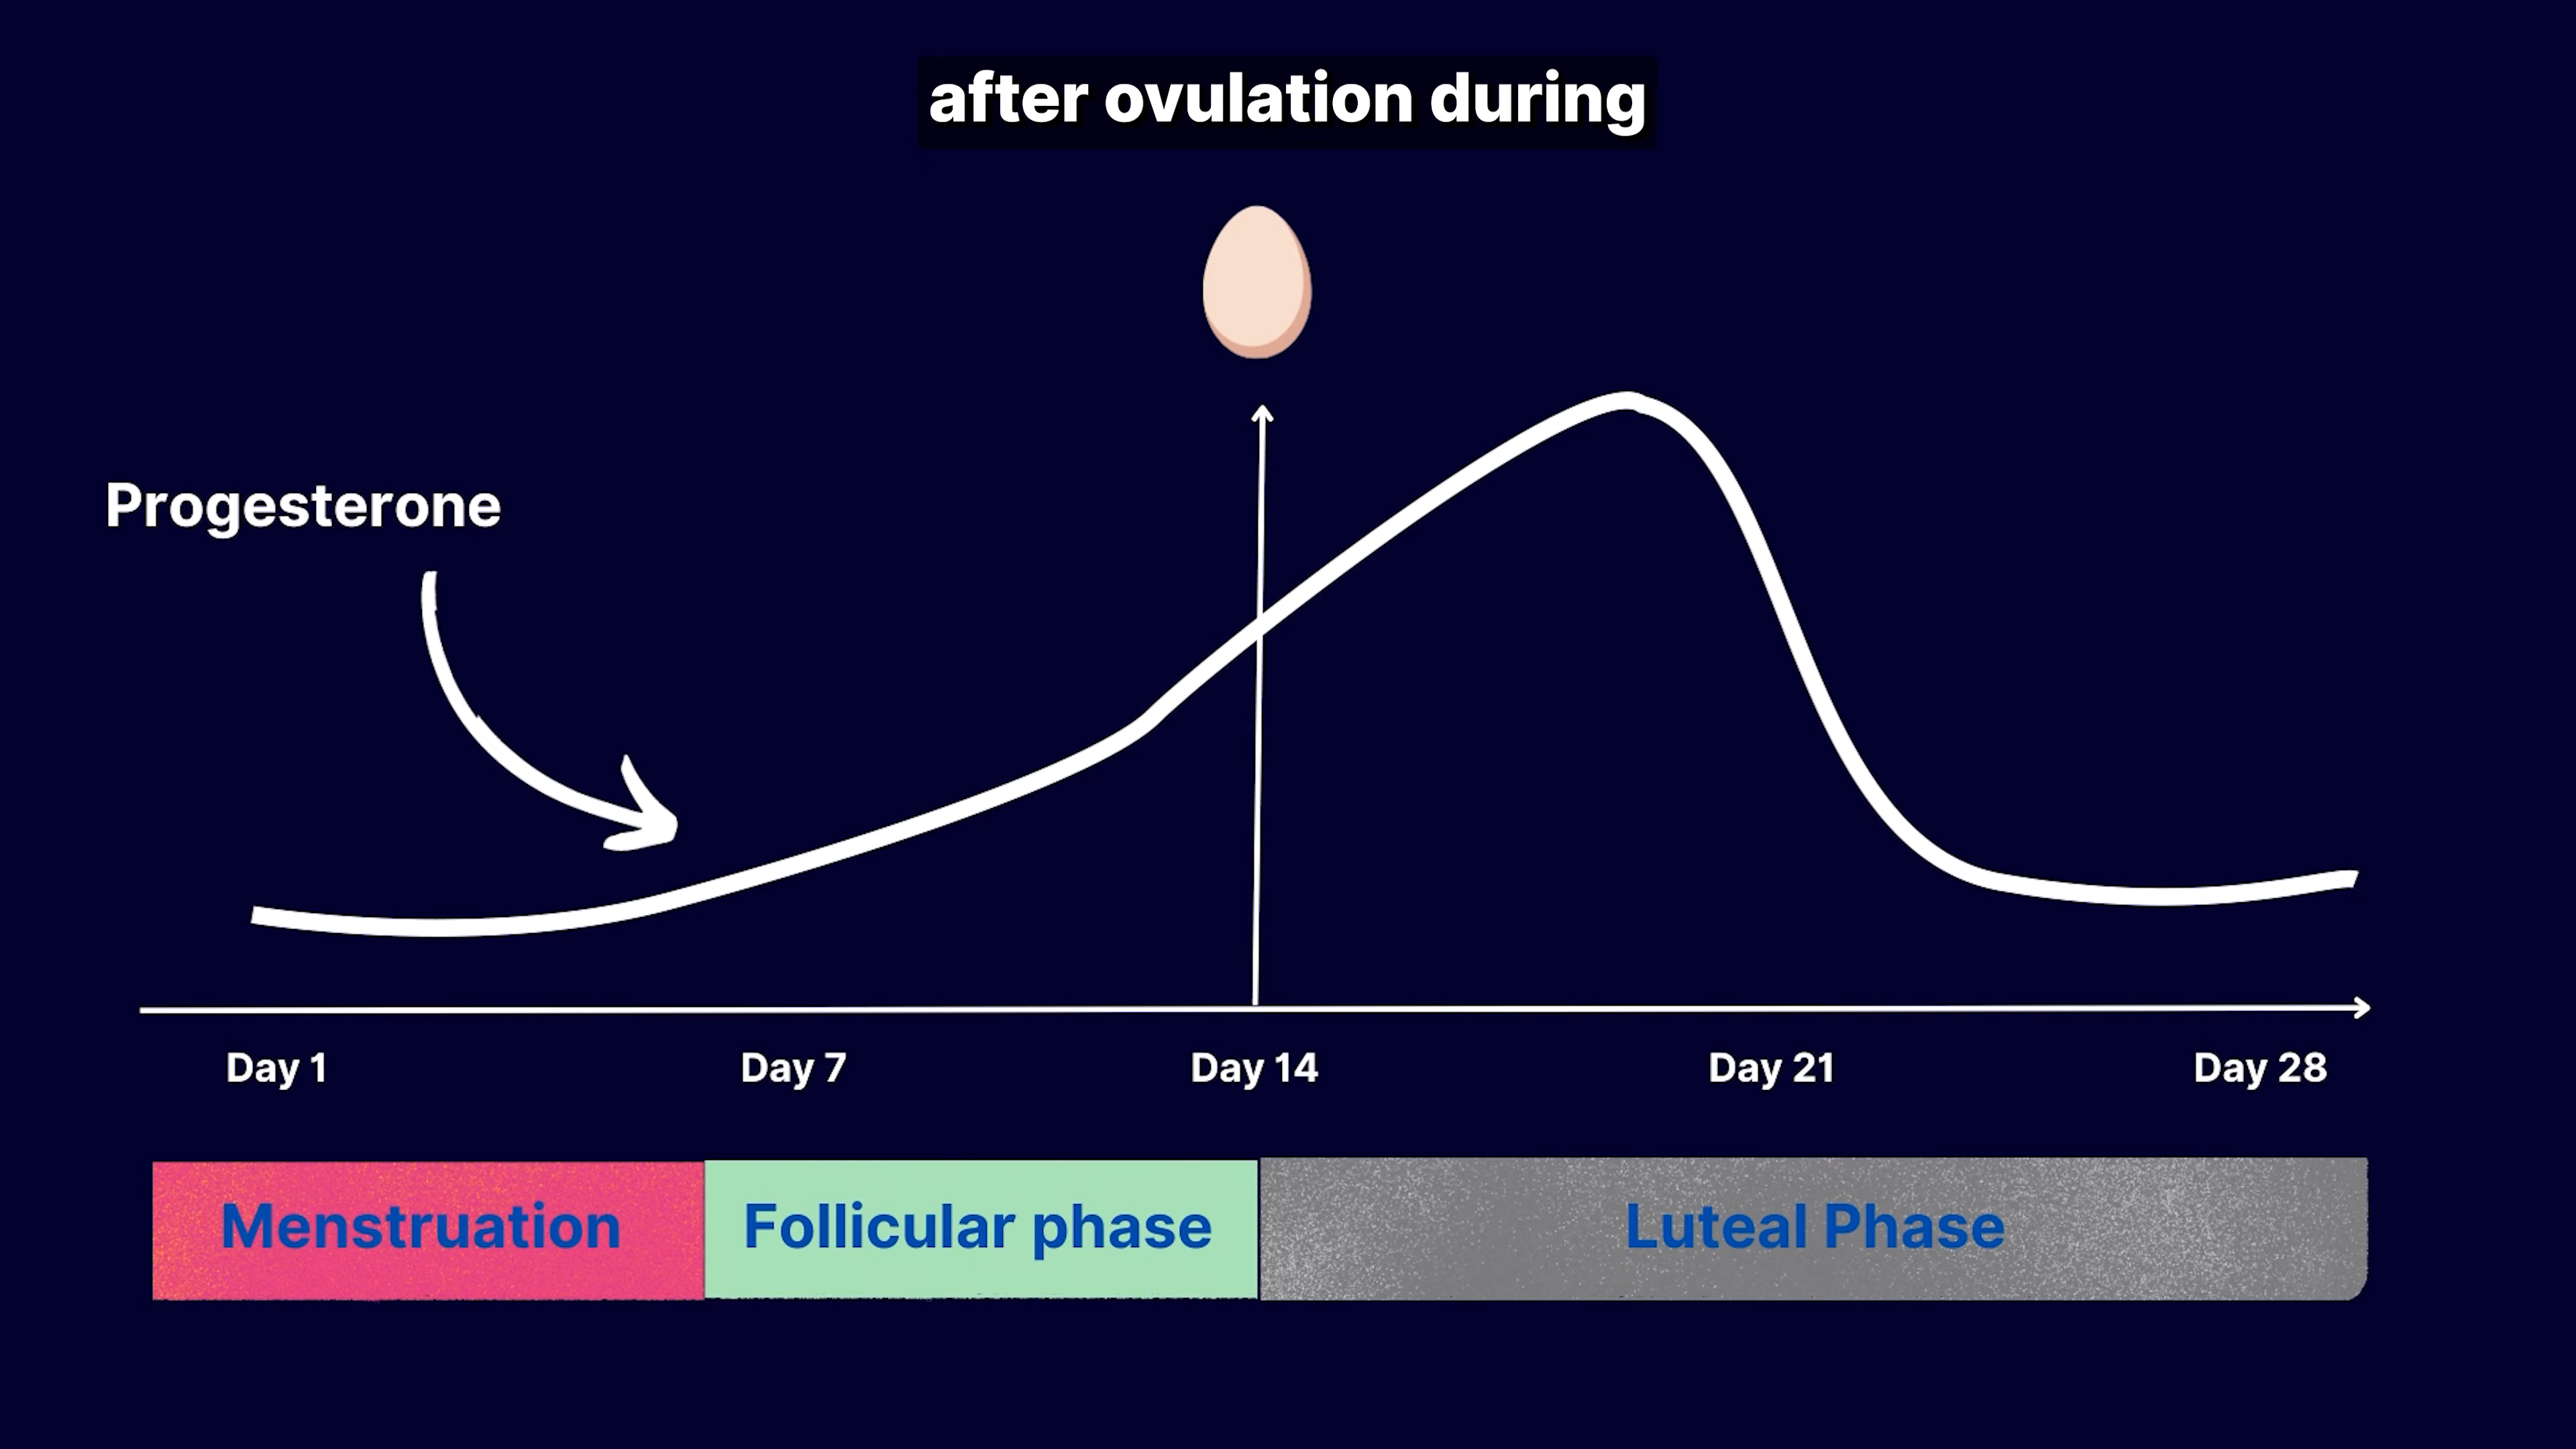 after ovulation during
Progesterone
Day 1
Day 7
Day 14
Day 21
Day 28
Menstruation
Follicular phase
Luteal Phase